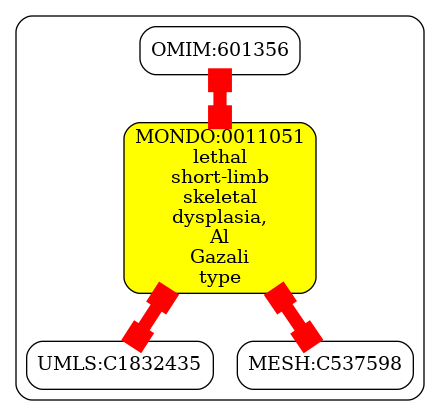 OMIM:601356
MONDO:0011051
lethal
short-limb
skeletal
dysplasia,
Al
Gazali
type
UMLS:C1832435
MESH:C537598